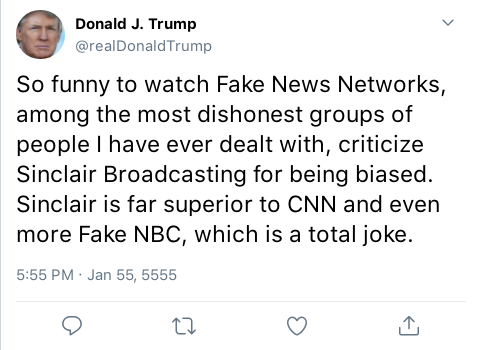 Donald J. Trump
@realDonaldTrump
So funny to watch Fake News Networks,
among the most dishonest groups of
people I have ever dealt with, criticize
Sinclair Broadcasting for being biased.
Sinclair is far superior to CNN and even
more Fake NBC, which is a total joke.
5:55 PM · Jan 55, 5555